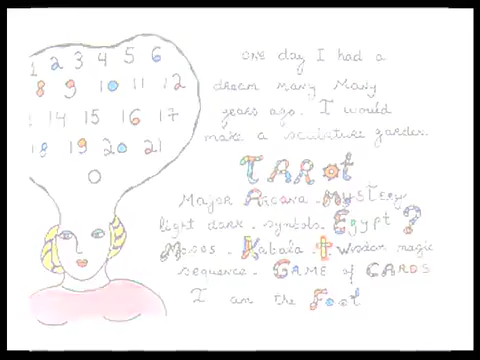 1 2 3 4 5 6
8 9 10 11 12
14 15 16 17
18 19 20 21
0
one day I had a
dream many Many
years ago. I would
make a sculpture garden.
TAROt
Major Arcana. MYSTEry
light dark. symbols. Egypt ?
Moses. Kabala. t Wisdom magic
sequence. GAME of CARDS
I am the Fool